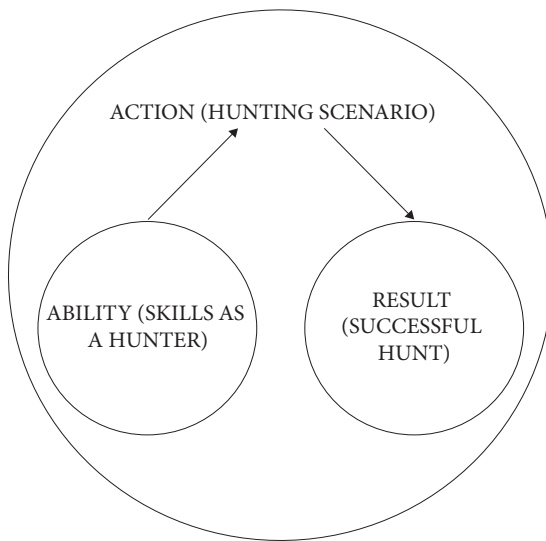 ACTION (HUNTING SCENARIO)
ABILITY (SKILLS AS
A HUNTER)
RESULT
(SUCCESSFUL
HUNT)